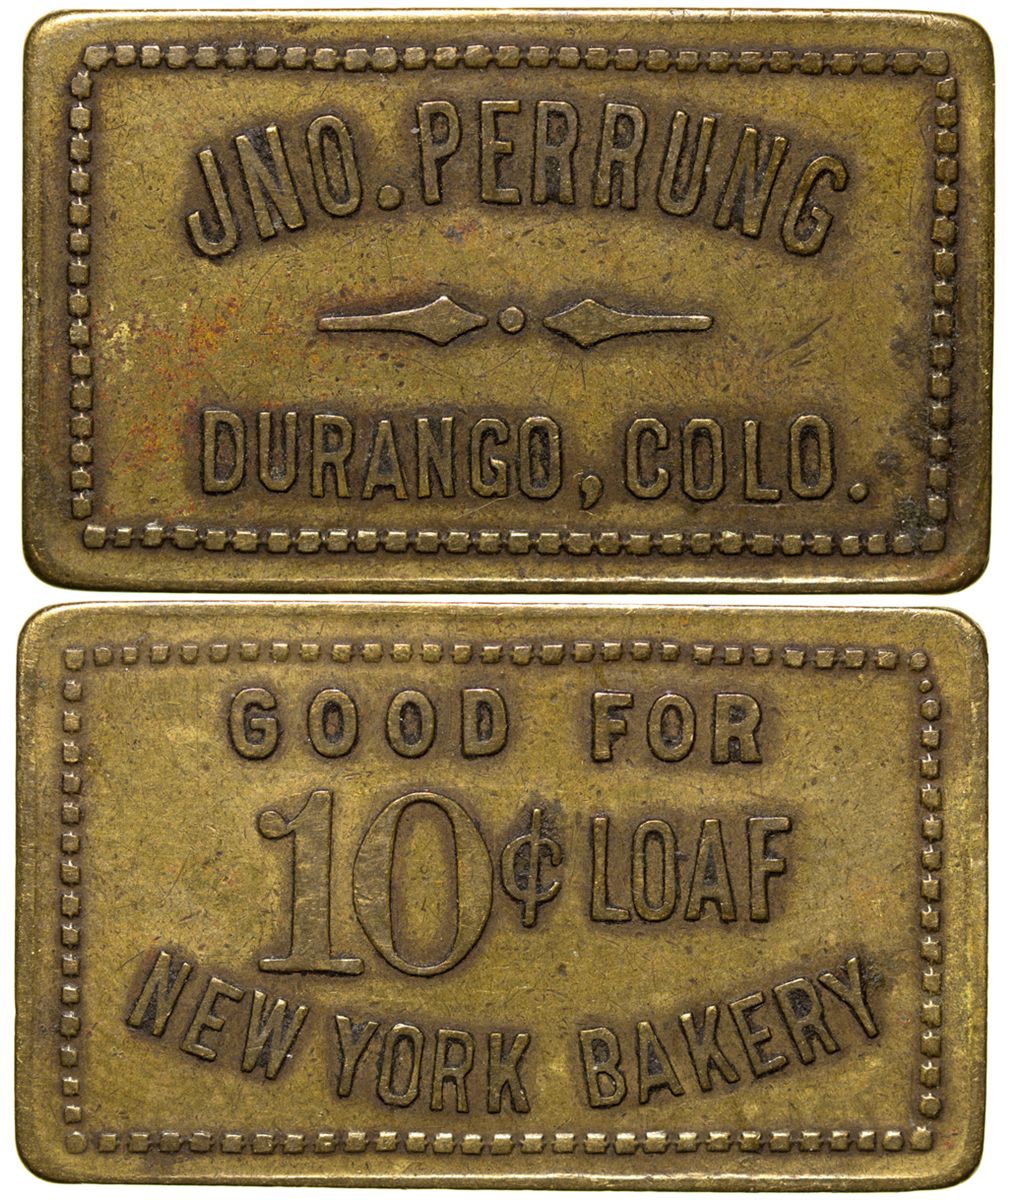 JNO. PERRUNG
DURANGO, COLO.
GOOD FOR
10¢ LOAF
NEW YORK BAKERY